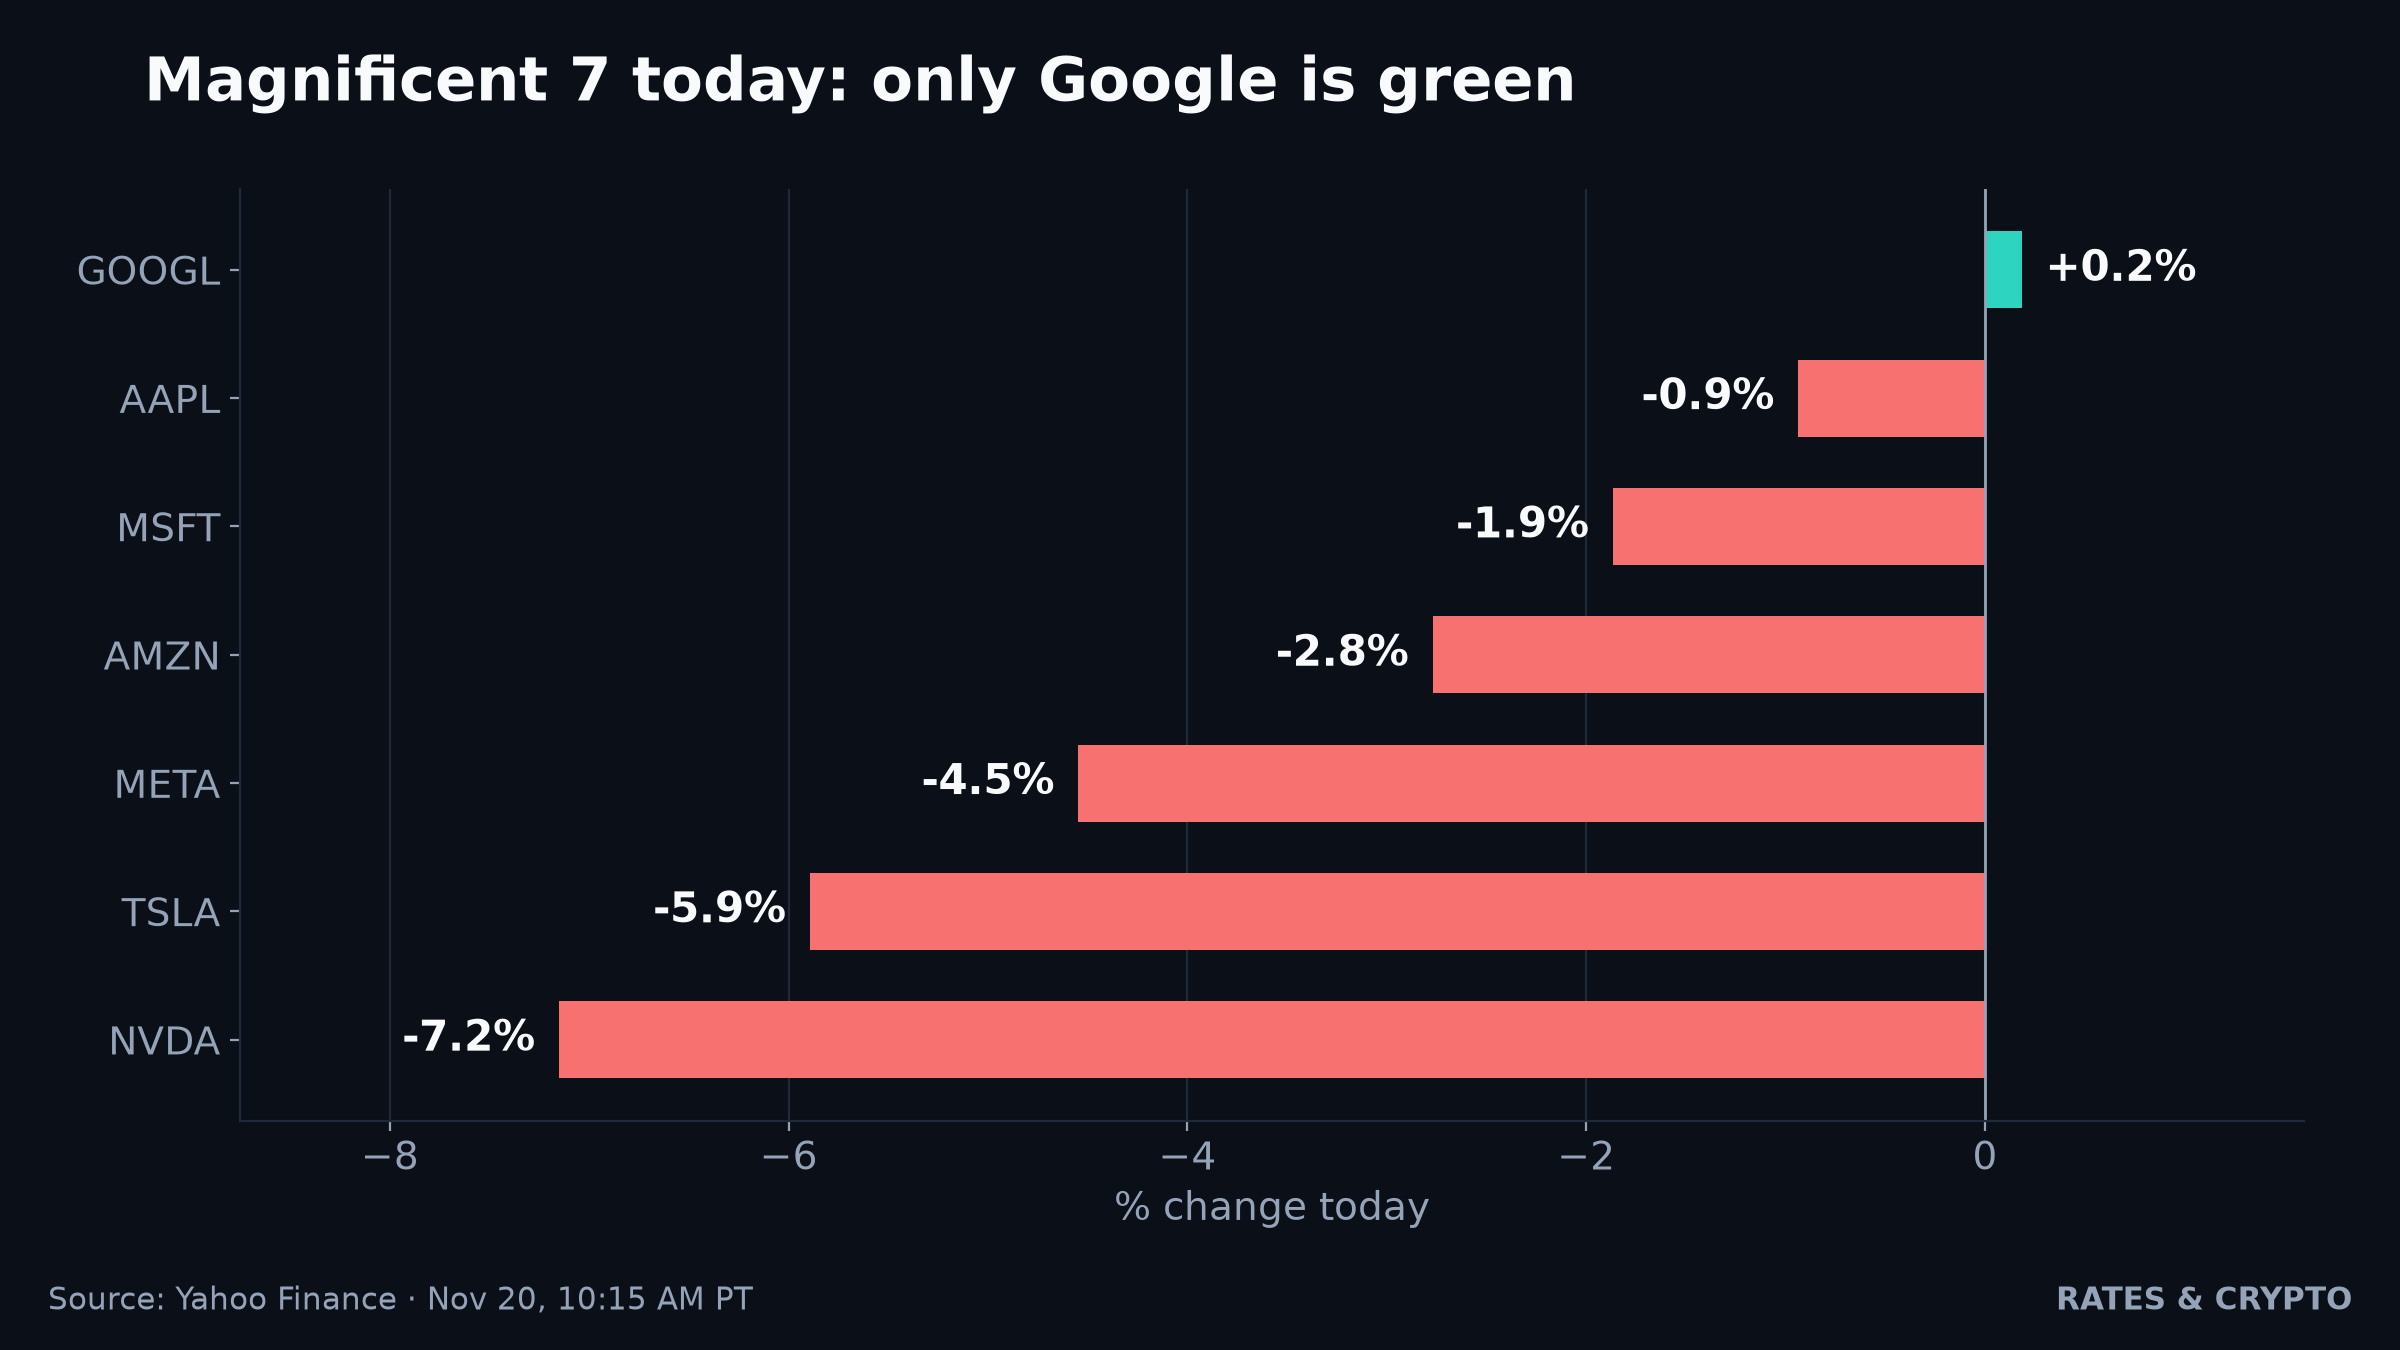 Magnificent 7 today: only Google is green
GOOGL
+0.2%
AAPL
-0.9%
MSFT
-1.9%
AMZN
-2.8%
META
-4.5%
TSLA
-5.9%
NVDA
-7.2%
−8 −6 −4 −2 0
% change today
Source: Yahoo Finance · Nov 20, 10:15 AM PT
RATES & CRYPTO